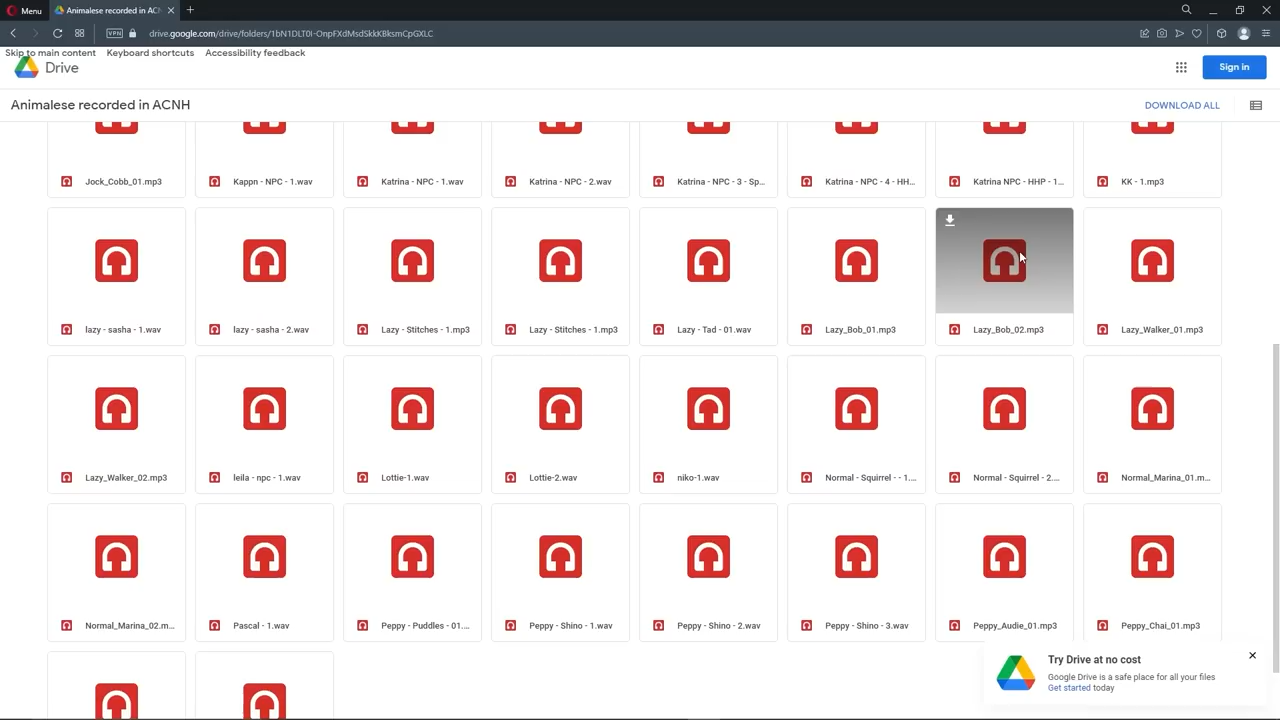 Menu
Animalese recorded in ACN
VPN
drive.google.com/drive/folders/1bN1DLT0I-OnpFXdMsdSkkKBksmCpGXLC
Skip to main content Keyboard shortcuts Accessibility feedback
Drive
Sign in
Animalese recorded in ACNH
DOWNLOAD ALL
Jock_Cobb_01.mp3
Kappn - NPC - 1.wav
Katrina - NPC - 1.wav
Katrina - NPC - 2.wav
Katrina - NPC - 3 - Sp...
Katrina - NPC - 4 - HH...
Katrina NPC - HHP - 1...
KK - 1.mp3
lazy - sasha - 1.wav
lazy - sasha - 2.wav
Lazy - Stitches - 1.mp3
Lazy - Stitches - 1.mp3
Lazy - Tad - 01.wav
Lazy_Bob_01.mp3
Lazy_Bob_02.mp3
Lazy_Walker_01.mp3
Lazy_Walker_02.mp3
leila - npc - 1.wav
Lottie-1.wav
Lottie-2.wav
niko-1.wav
Normal - Squirrel - - 1....
Normal - Squirrel - 2....
Normal_Marina_01.m...
Normal_Marina_02.m...
Pascal - 1.wav
Peppy - Puddles - 01....
Peppy - Shino - 1.wav
Peppy - Shino - 2.wav
Peppy - Shino - 3.wav
Peppy_Audie_01.mp3
Peppy_Chai_01.mp3
Try Drive at no cost
Google Drive is a safe place for all your files
Get started today